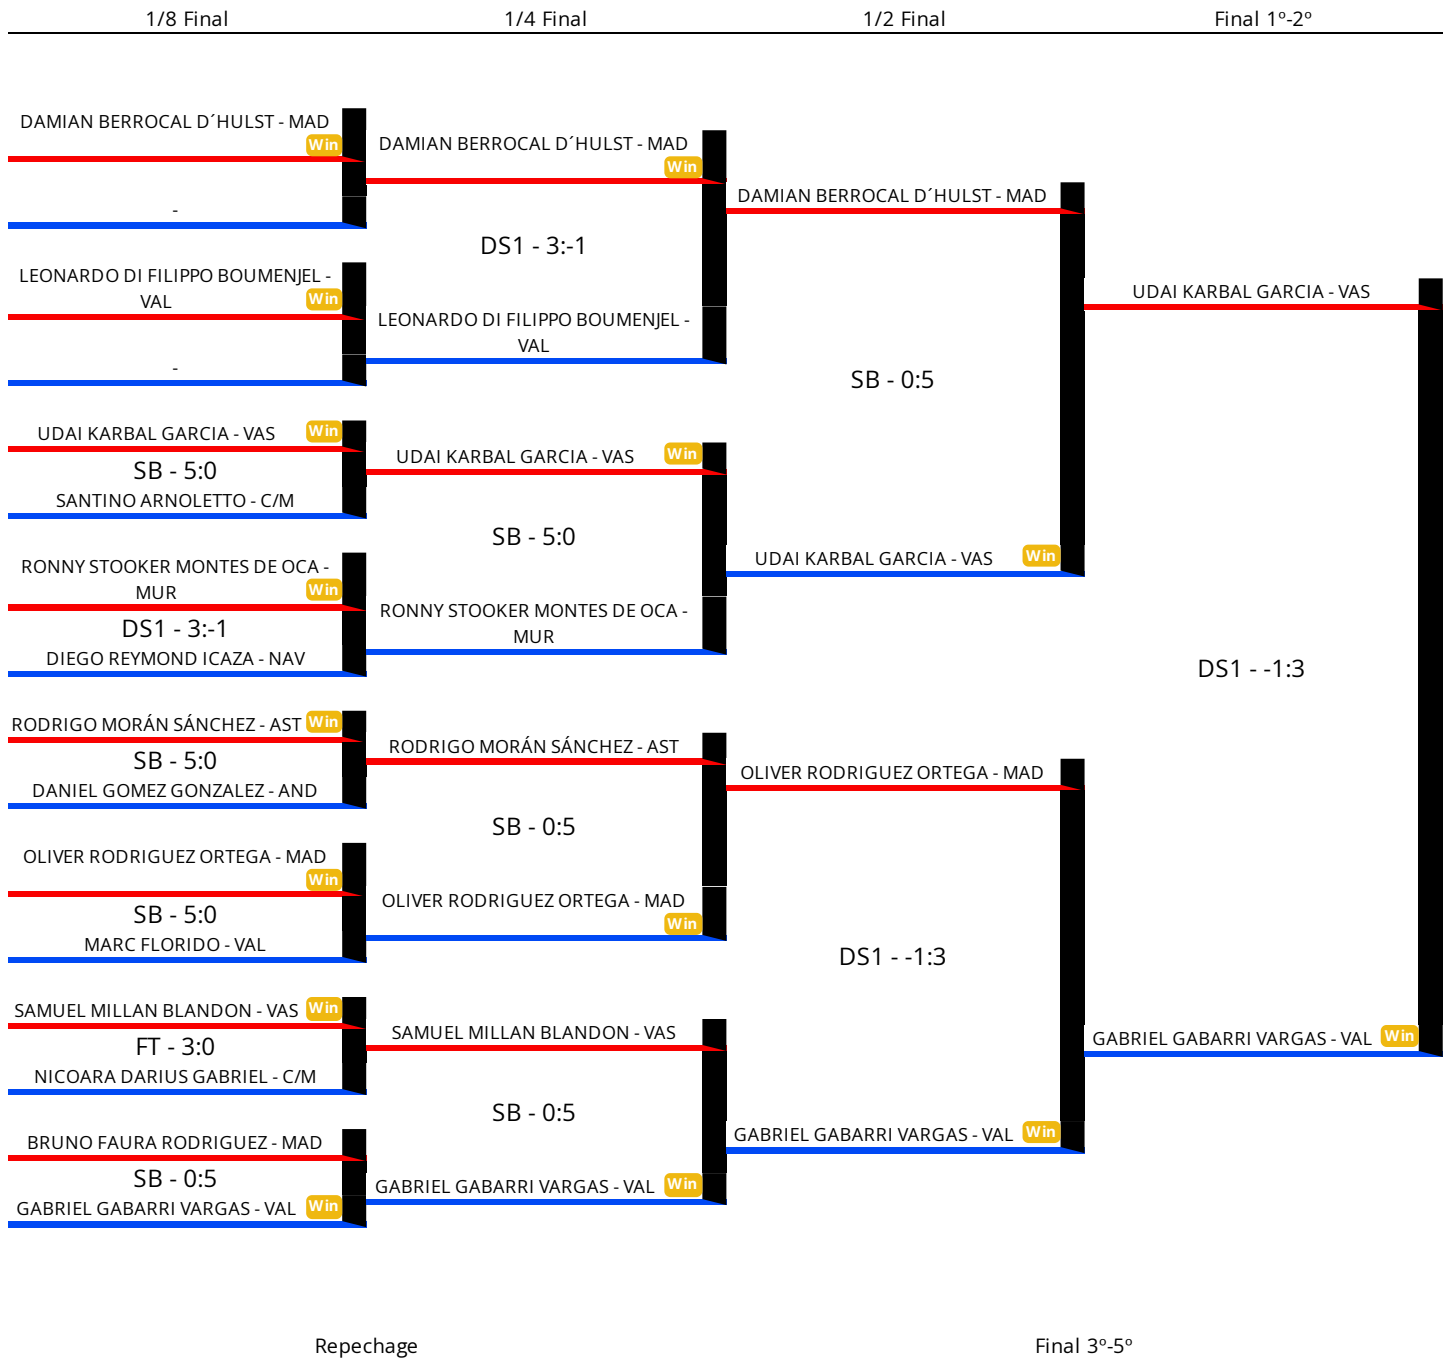 1/8 Final
1/4 Final
1/2 Final
Final 1º-2º
DAMIAN BERROCAL D´HULST - MAD
Win
-
LEONARDO DI FILIPPO BOUMENJEL -
VAL
Win
-
UDAI KARBAL GARCIA - VAS
Win
SB - 5:0
SANTINO ARNOLETTO - C/M
RONNY STOOKER MONTES DE OCA -
MUR
Win
DS1 - 3:-1
DIEGO REYMOND ICAZA - NAV
RODRIGO MORÁN SÁNCHEZ - AST
Win
SB - 5:0
DANIEL GOMEZ GONZALEZ - AND
OLIVER RODRIGUEZ ORTEGA - MAD
Win
SB - 5:0
MARC FLORIDO - VAL
SAMUEL MILLAN BLANDON - VAS
Win
FT - 3:0
NICOARA DARIUS GABRIEL - C/M
BRUNO FAURA RODRIGUEZ - MAD
SB - 0:5
GABRIEL GABARRI VARGAS - VAL
Win
DAMIAN BERROCAL D´HULST - MAD
Win
DS1 - 3:-1
LEONARDO DI FILIPPO BOUMENJEL -
VAL
UDAI KARBAL GARCIA - VAS
Win
SB - 5:0
RONNY STOOKER MONTES DE OCA -
MUR
RODRIGO MORÁN SÁNCHEZ - AST
SB - 0:5
OLIVER RODRIGUEZ ORTEGA - MAD
Win
SAMUEL MILLAN BLANDON - VAS
SB - 0:5
GABRIEL GABARRI VARGAS - VAL
Win
DAMIAN BERROCAL D´HULST - MAD
SB - 0:5
UDAI KARBAL GARCIA - VAS
Win
OLIVER RODRIGUEZ ORTEGA - MAD
DS1 - -1:3
GABRIEL GABARRI VARGAS - VAL
Win
UDAI KARBAL GARCIA - VAS
DS1 - -1:3
GABRIEL GABARRI VARGAS - VAL
Win
Repechage
Final 3º-5º